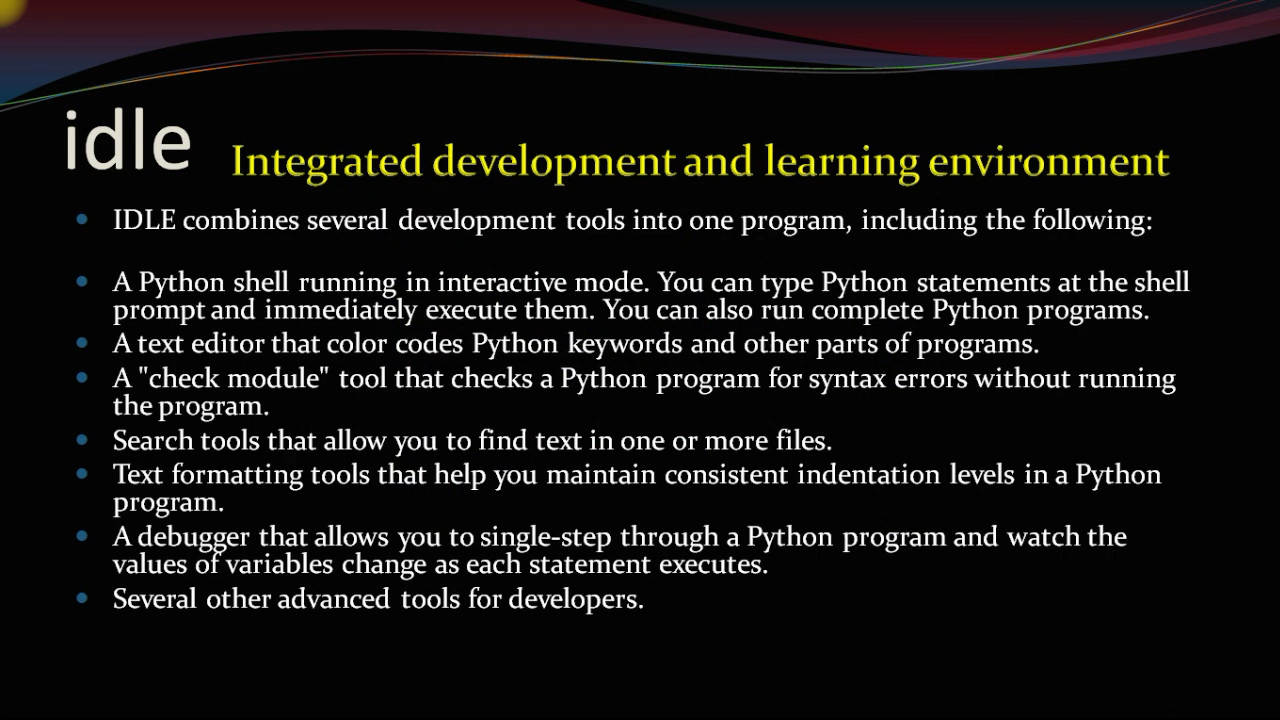 idle Integrated development and learning environment
• IDLE combines several development tools into one program, including the following:
• A Python shell running in interactive mode. You can type Python statements at the shell
prompt and immediately execute them. You can also run complete Python programs.
• A text editor that color codes Python keywords and other parts of programs.
• A "check module" tool that checks a Python program for syntax errors without running
the program.
• Search tools that allow you to find text in one or more files.
• Text formatting tools that help you maintain consistent indentation levels in a Python
program.
• A debugger that allows you to single-step through a Python program and watch the
values of variables change as each statement executes.
• Several other advanced tools for developers.